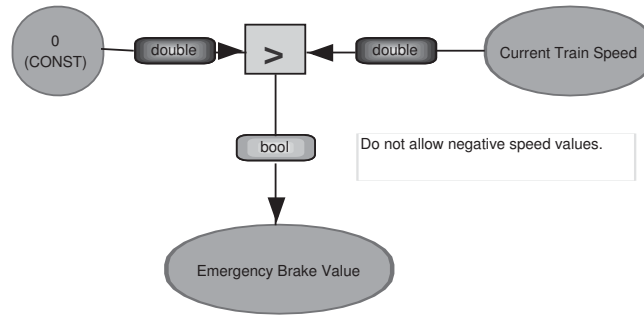 0
(CONST)
double
>
double
Current Train Speed
bool
Do not allow negative speed values.
Emergency Brake Value